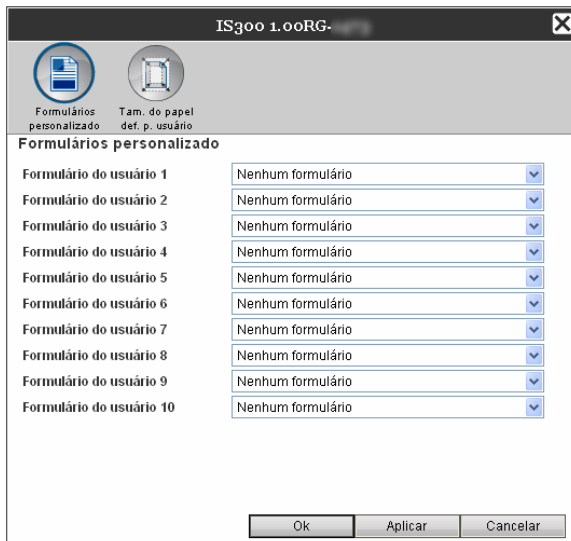 IS300 1.00RG-
Formulários
personalizado
Tam. do papel
def. p. usuário
Formulários personalizado
Formulário do usuário 1 Nenhum formulário
Formulário do usuário 2 Nenhum formulário
Formulário do usuário 3 Nenhum formulário
Formulário do usuário 4 Nenhum formulário
Formulário do usuário 5 Nenhum formulário
Formulário do usuário 6 Nenhum formulário
Formulário do usuário 7 Nenhum formulário
Formulário do usuário 8 Nenhum formulário
Formulário do usuário 9 Nenhum formulário
Formulário do usuário 10 Nenhum formulário
Ok Aplicar Cancelar